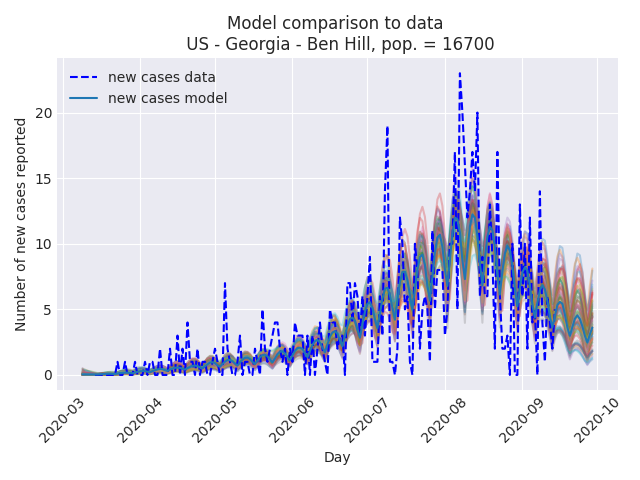 Model comparison to data
US - Georgia - Ben Hill, pop. = 16700
new cases data
new cases model
Number of new cases reported
20
15
10
5
0
2020-03
2020-04
2020-05
2020-06
2020-07
2020-08
2020-09
2020-10
Day